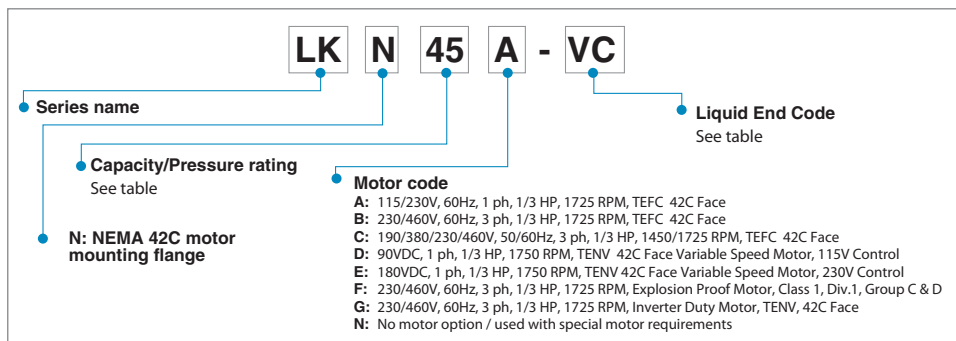 LK N 45 A - VC
Series name
Liquid End Code
See table
Capacity/Pressure rating
See table
Motor code
A: 115/230V, 60Hz, 1 ph, 1/3 HP, 1725 RPM, TEFC 42C Face
B: 230/460V, 60Hz, 3 ph, 1/3 HP, 1725 RPM, TEFC 42C Face
C: 190/380/230/460V, 50/60Hz, 3 ph, 1/3 HP, 1450/1725 RPM, TEFC 42C Face
D: 90VDC, 1 ph, 1/3 HP, 1750 RPM, TENV 42C Face Variable Speed Motor, 115V Control
E: 180VDC, 1 ph, 1/3 HP, 1750 RPM, TENV 42C Face Variable Speed Motor, 230V Control
F: 230/460V, 60Hz, 3 ph, 1/3 HP, 1725 RPM, Explosion Proof Motor, Class 1, Div.1, Group C & D
G: 230/460V, 60Hz, 3 ph, 1/3 HP, 1725 RPM, Inverter Duty Motor, TENV, 42C Face
N: No motor option / used with special motor requirements
N: NEMA 42C motor
mounting flange